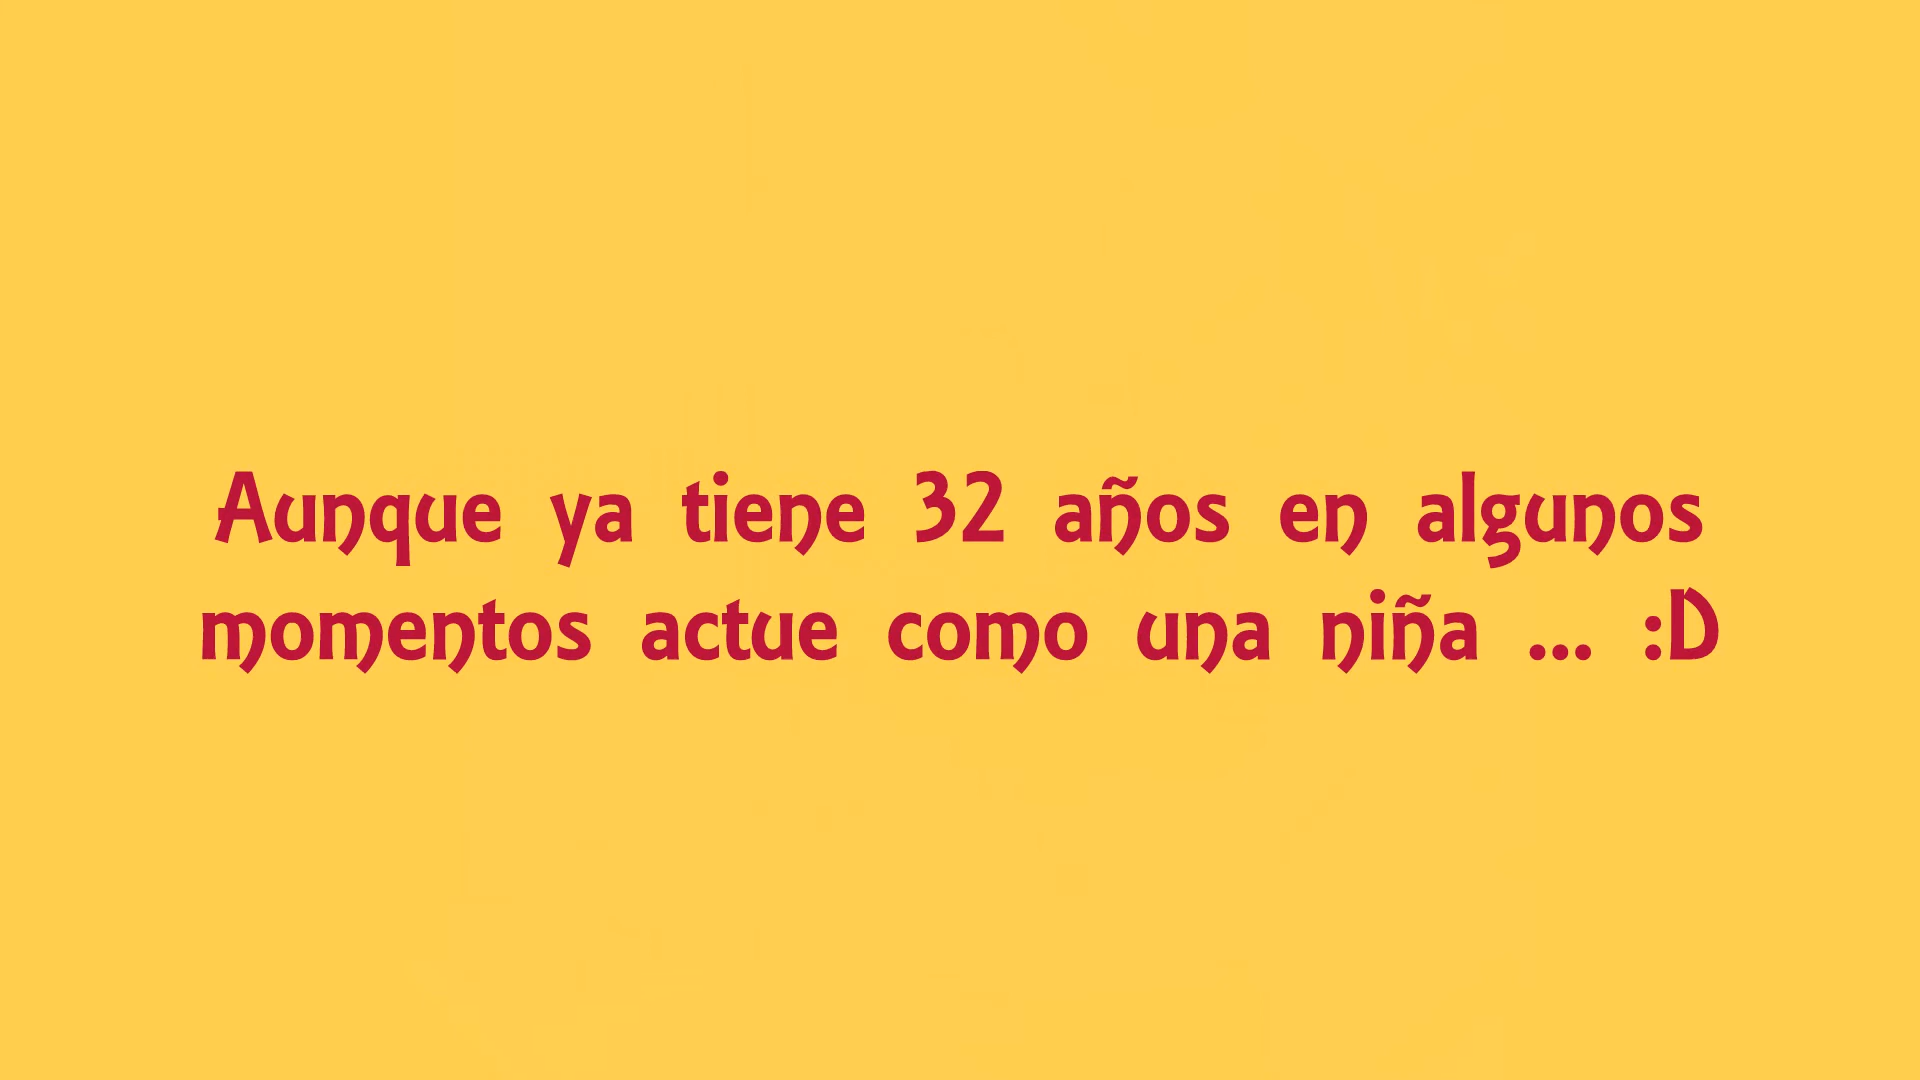 Aunque ya tiene 32 años en algunos
momentos actue como una niña ... :D